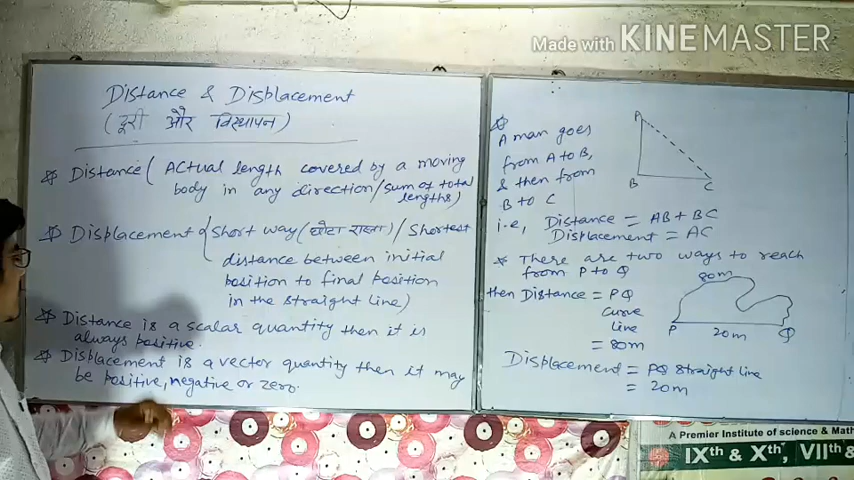 Made with KINEMASTER
Distance & Displacement
(दूरी और विस्थापन)
☆ Distance ( Actual length covered by a moving
body in any direction/sum of total
lengths)
☆ Displacement { Short way (छोटा रास्ता) / Shortest
distance between initial
position to final position
in the straight line)
☆ Distance is a scalar quantity then it is
always positive.
☆ Displacement is a vector quantity then it may
be positive, negative or zero.
☆
A man goes
from A to B,
& then from
B to C
A
B
C
i.e, Distance = AB + BC
Displacement = AC
* There are two ways to reach
from P to Q
80m
then Distance = PQ
curve
line
= 80m
P
20m
Q
Displacement = PQ straight line
= 20m
A Premier Institute of science & Math
IXth & Xth, VIIth &